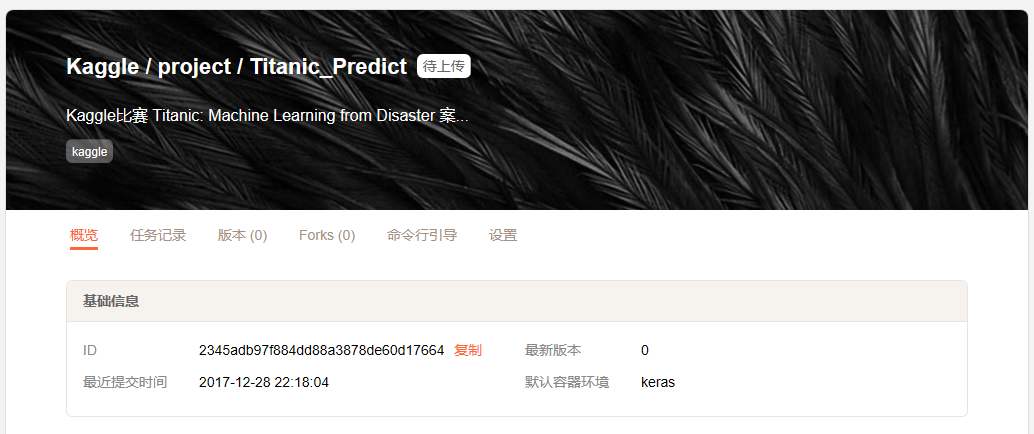 Kaggle / project / Titanic_Predict 待上传
Kaggle比赛 Titanic: Machine Learning from Disaster 案...
kaggle
概览 任务记录 版本 (0) Forks (0) 命令行引导 设置
基础信息
ID 2345adb97f884dd88a3878de60d17664 复制 最新版本 0
最近提交时间 2017-12-28 22:18:04 默认容器环境 keras